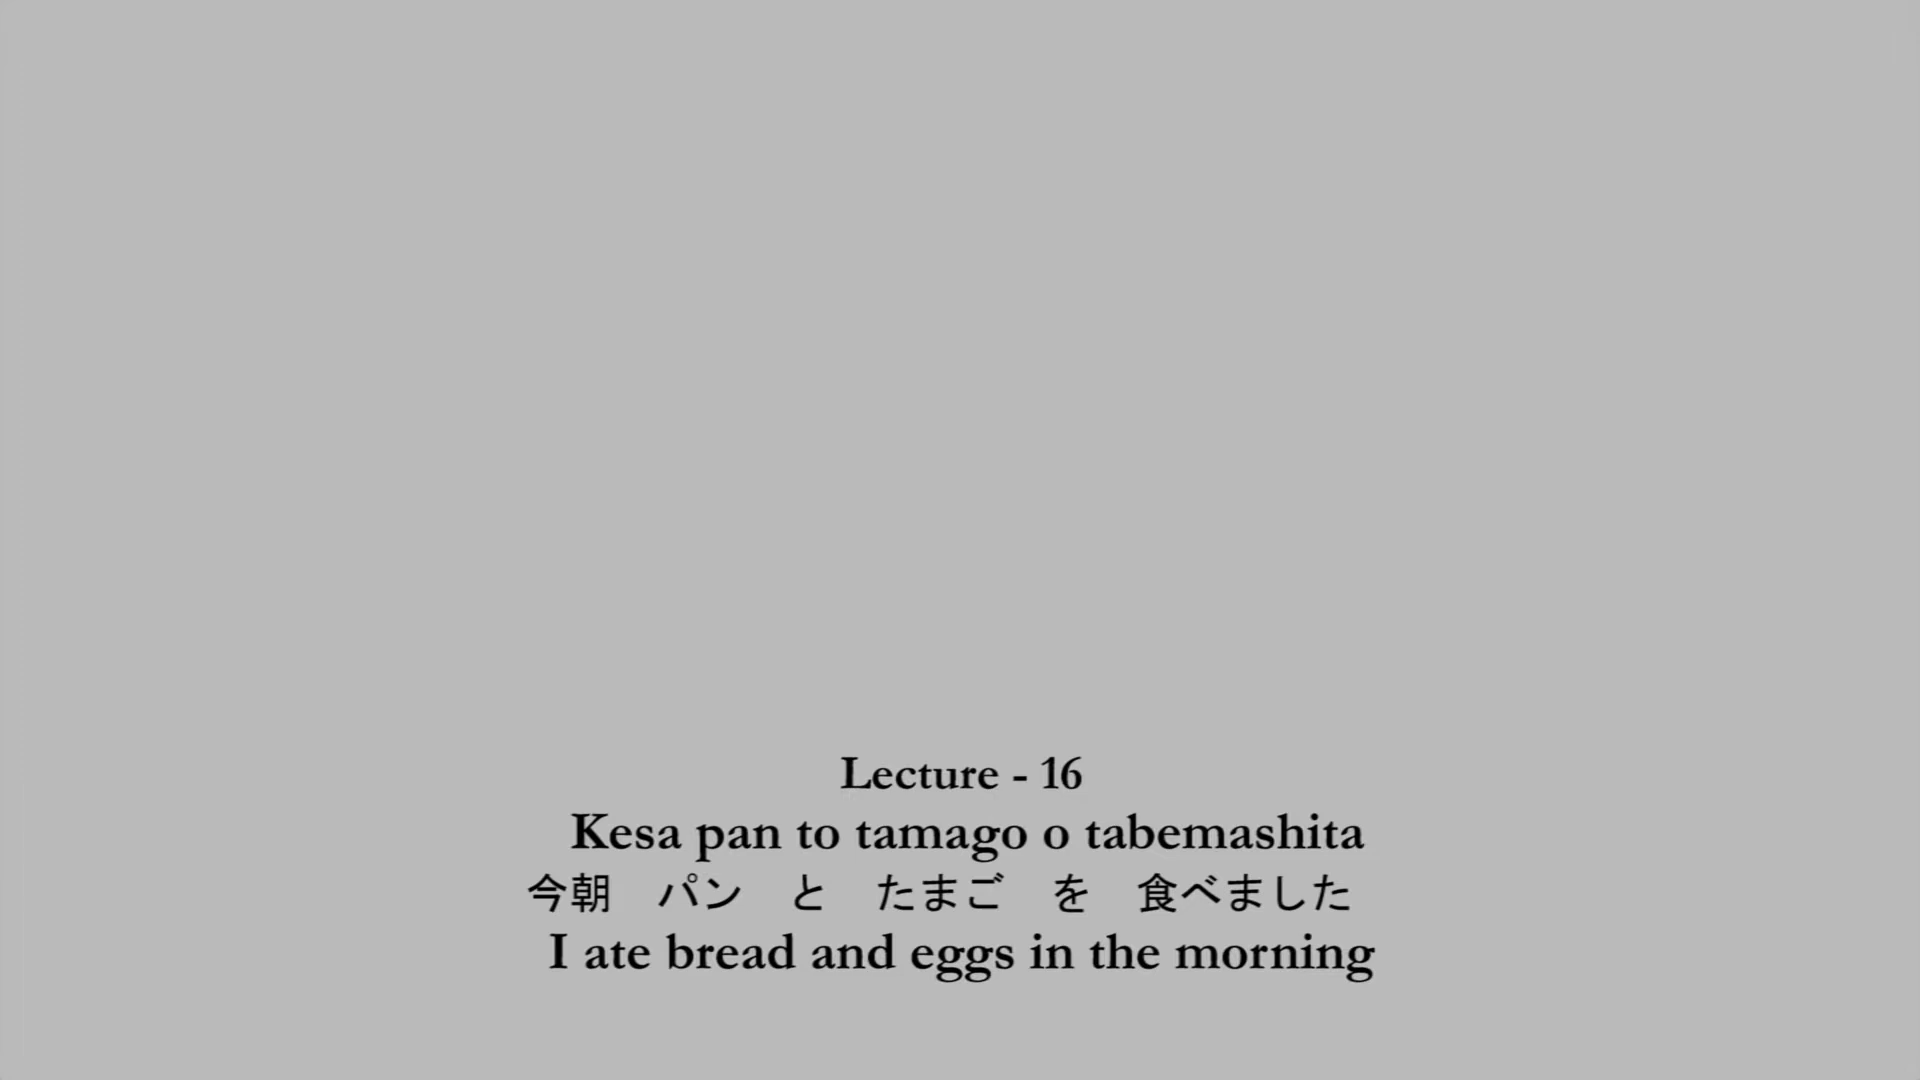 Lecture - 16
Kesa pan to tamago o tabemashita
今朝　パン　と　たまご　を　食べました
I ate bread and eggs in the morning